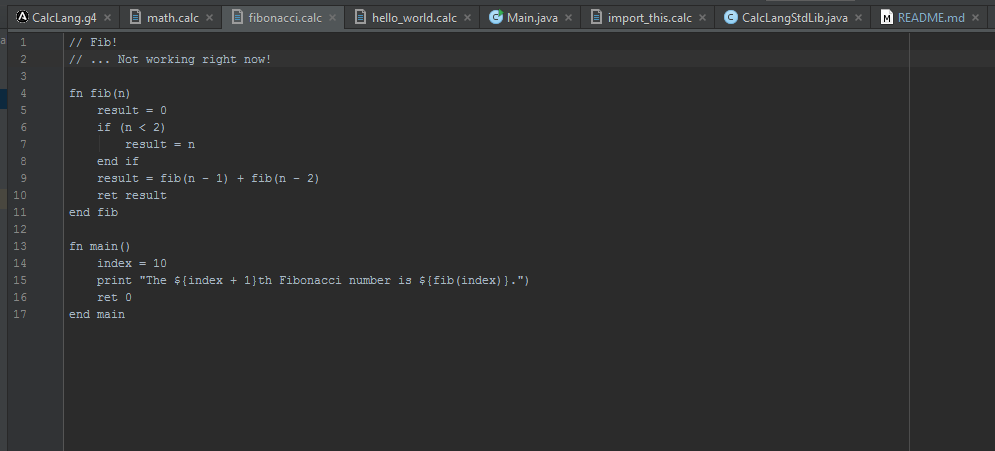 CalcLang.g4 math.calc fibonacci.calc hello_world.calc Main.java import_this.calc CalcLangStdLib.java README.md
1 // Fib!
2 // ... Not working right now!
3
4 fn fib(n)
5     result = 0
6     if (n < 2)
7         result = n
8     end if
9     result = fib(n - 1) + fib(n - 2)
10     ret result
11 end fib
12
13 fn main()
14     index = 10
15     print "The ${index + 1}th Fibonacci number is ${fib(index)}.")
16     ret 0
17 end main